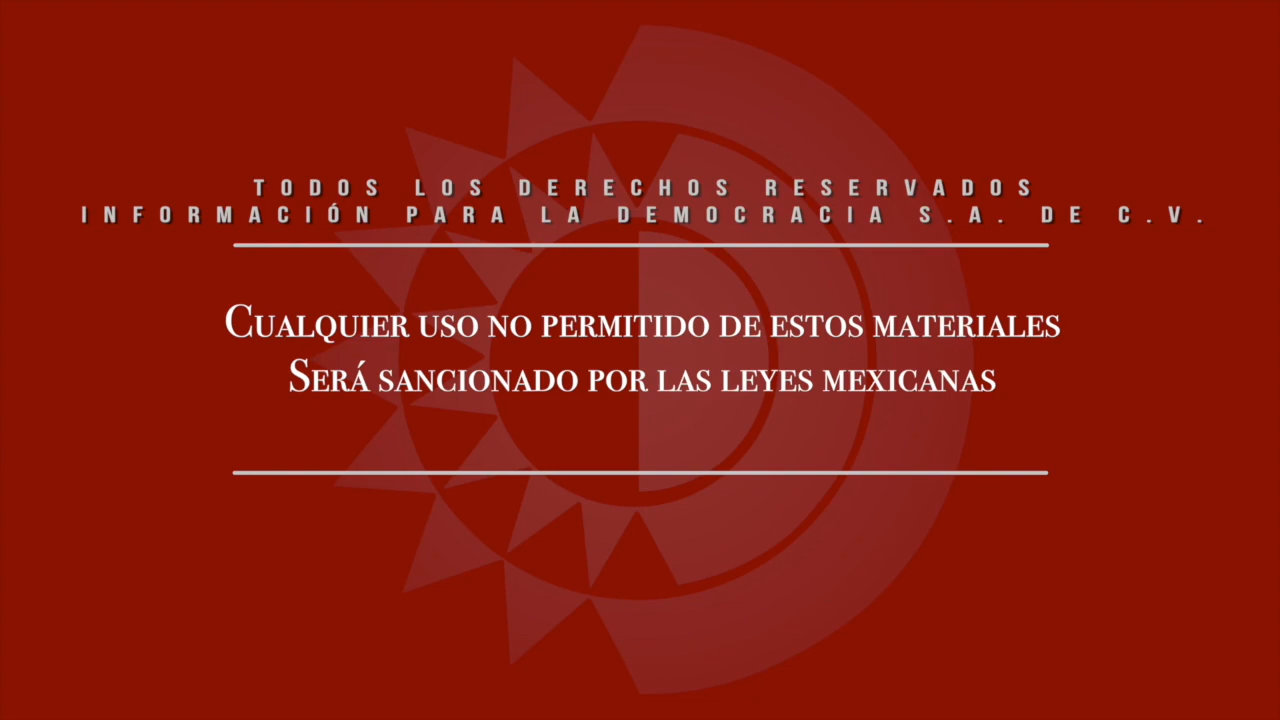 TODOS LOS DERECHOS RESERVADOS
INFORMACIÓN PARA LA DEMOCRACIA S.A. DE C.V.
CUALQUIER USO NO PERMITIDO DE ESTOS MATERIALES
SERÁ SANCIONADO POR LAS LEYES MEXICANAS